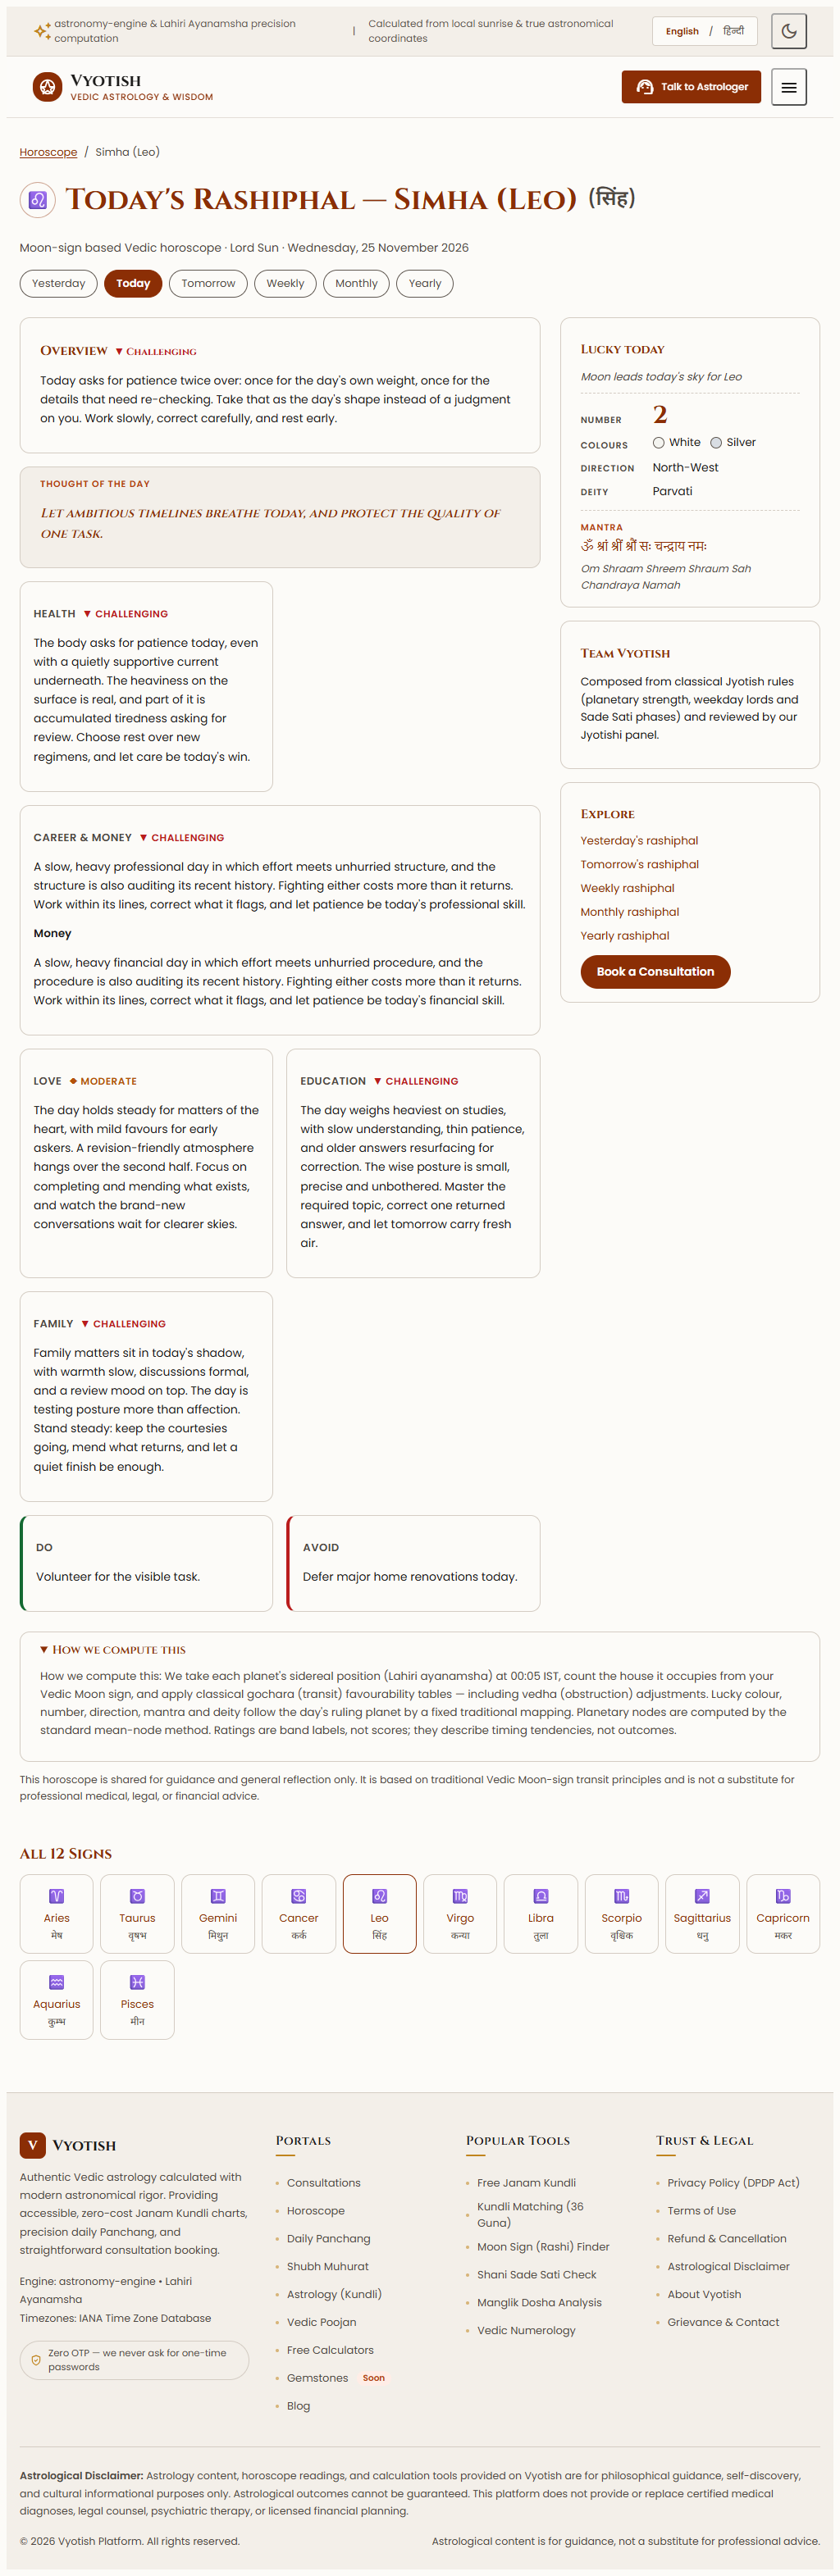 astronomy-engine & Lahiri Ayanamsha precision
computation
|
Calculated from local sunrise & true astronomical
coordinates
English / हिन्दी
Vyotish
VEDIC ASTROLOGY & WISDOM
Talk to Astrologer
Horoscope / Simha (Leo)
♌ Today's Rashiphal — Simha (Leo) (सिंह)
Moon-sign based Vedic horoscope · Lord Sun · Wednesday, 25 November 2026
Yesterday
Today
Tomorrow
Weekly
Monthly
Yearly
Overview ▼ Challenging
Today asks for patience twice over: once for the day's own weight, once for the
details that need re-checking. Take that as the day's shape instead of a judgment
on you. Work slowly, correct carefully, and rest early.
THOUGHT OF THE DAY
Let ambitious timelines breathe today, and protect the quality of
one task.
HEALTH ▼ CHALLENGING
The body asks for patience today, even
with a quietly supportive current
underneath. The heaviness on the
surface is real, and part of it is
accumulated tiredness asking for
review. Choose rest over new
regimens, and let care be today's win.
CAREER & MONEY ▼ CHALLENGING
A slow, heavy professional day in which effort meets unhurried structure, and the
structure is also auditing its recent history. Fighting either costs more than it returns.
Work within its lines, correct what it flags, and let patience be today's professional skill.
Money
A slow, heavy financial day in which effort meets unhurried procedure, and the
procedure is also auditing its recent history. Fighting either costs more than it returns.
Work within its lines, correct what it flags, and let patience be today's financial skill.
LOVE ◆ MODERATE
The day holds steady for matters of the
heart, with mild favours for early
askers. A revision-friendly atmosphere
hangs over the second half. Focus on
completing and mending what exists,
and watch the brand-new
conversations wait for clearer skies.
EDUCATION ▼ CHALLENGING
The day weighs heaviest on studies,
with slow understanding, thin patience,
and older answers resurfacing for
correction. The wise posture is small,
precise and unbothered. Master the
required topic, correct one returned
answer, and let tomorrow carry fresh
air.
FAMILY ▼ CHALLENGING
Family matters sit in today's shadow,
with warmth slow, discussions formal,
and a review mood on top. The day is
testing posture more than affection.
Stand steady: keep the courtesies
going, mend what returns, and let a
quiet finish be enough.
DO
Volunteer for the visible task.
AVOID
Defer major home renovations today.
Lucky today
Moon leads today's sky for Leo
NUMBER 2
COLOURS White Silver
DIRECTION North-West
DEITY Parvati
MANTRA
ॐ श्रां श्रीं श्रौं सः चन्द्राय नमः
Om Shraam Shreem Shraum Sah
Chandraya Namah
Team Vyotish
Composed from classical Jyotish rules
(planetary strength, weekday lords and
Sade Sati phases) and reviewed by our
Jyotishi panel.
Explore
Yesterday's rashiphal
Tomorrow's rashiphal
Weekly rashiphal
Monthly rashiphal
Yearly rashiphal
Book a Consultation
▼ How we compute this
How we compute this: We take each planet's sidereal position (Lahiri ayanamsha) at 00:05 IST, count the house it occupies from your
Vedic Moon sign, and apply classical gochara (transit) favourability tables — including vedha (obstruction) adjustments. Lucky colour,
number, direction, mantra and deity follow the day's ruling planet by a fixed traditional mapping. Planetary nodes are computed by the
standard mean-node method. Ratings are band labels, not scores; they describe timing tendencies, not outcomes.
This horoscope is shared for guidance and general reflection only. It is based on traditional Vedic Moon-sign transit principles and is not a substitute for
professional medical, legal, or financial advice.
All 12 Signs
♈ ♉ ♊ ♋ ♌ ♍ ♎ ♏ ♐ ♑
Aries Taurus Gemini Cancer Leo Virgo Libra Scorpio Sagittarius Capricorn
मेष वृषभ मिथुन कर्क सिंह कन्या तुला वृश्चिक धनु मकर
♒ ♓
Aquarius Pisces
कुम्भ मीन
V Vyotish
Authentic Vedic astrology calculated with
modern astronomical rigor. Providing
accessible, zero-cost Janam Kundli charts,
precision daily Panchang, and
straightforward consultation booking.
Engine: astronomy-engine • Lahiri
Ayanamsha
Timezones: IANA Time Zone Database
Zero OTP — we never ask for one-time
passwords
Portals
Consultations
Horoscope
Daily Panchang
Shubh Muhurat
Astrology (Kundli)
Vedic Poojan
Free Calculators
Gemstones Soon
Blog
Popular Tools
Free Janam Kundli
Kundli Matching (36
Guna)
Moon Sign (Rashi) Finder
Shani Sade Sati Check
Manglik Dosha Analysis
Vedic Numerology
Trust & Legal
Privacy Policy (DPDP Act)
Terms of Use
Refund & Cancellation
Astrological Disclaimer
About Vyotish
Grievance & Contact
Astrological Disclaimer: Astrology content, horoscope readings, and calculation tools provided on Vyotish are for philosophical guidance, self-discovery,
and cultural informational purposes only. Astrological outcomes cannot be guaranteed. This platform does not provide or replace certified medical
diagnoses, legal counsel, psychiatric therapy, or licensed financial planning.
© 2026 Vyotish Platform. All rights reserved.
Astrological content is for guidance, not a substitute for professional advice.